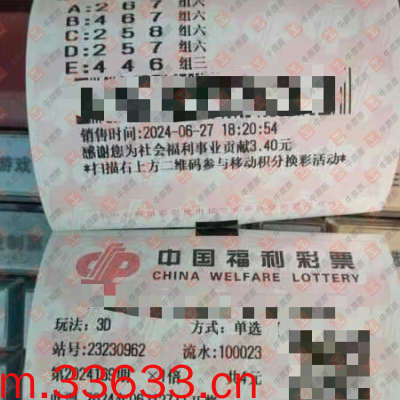 A:2 6 7 组六
B:4 6 7 组六
C:2 5 8 组六
D:2 5 7 组六
E:4 4 6 组三
销售时间:2024-06-27 18:20:54
感谢您为社会福利事业贡献3.40元
*扫描右上方二维码参与移动积分换彩活动*
中国福利彩票
CHINA WELFARE LOTTERY
玩法: 3D 方式: 单选
站号:23230962 流水:100023
m.33633.cn